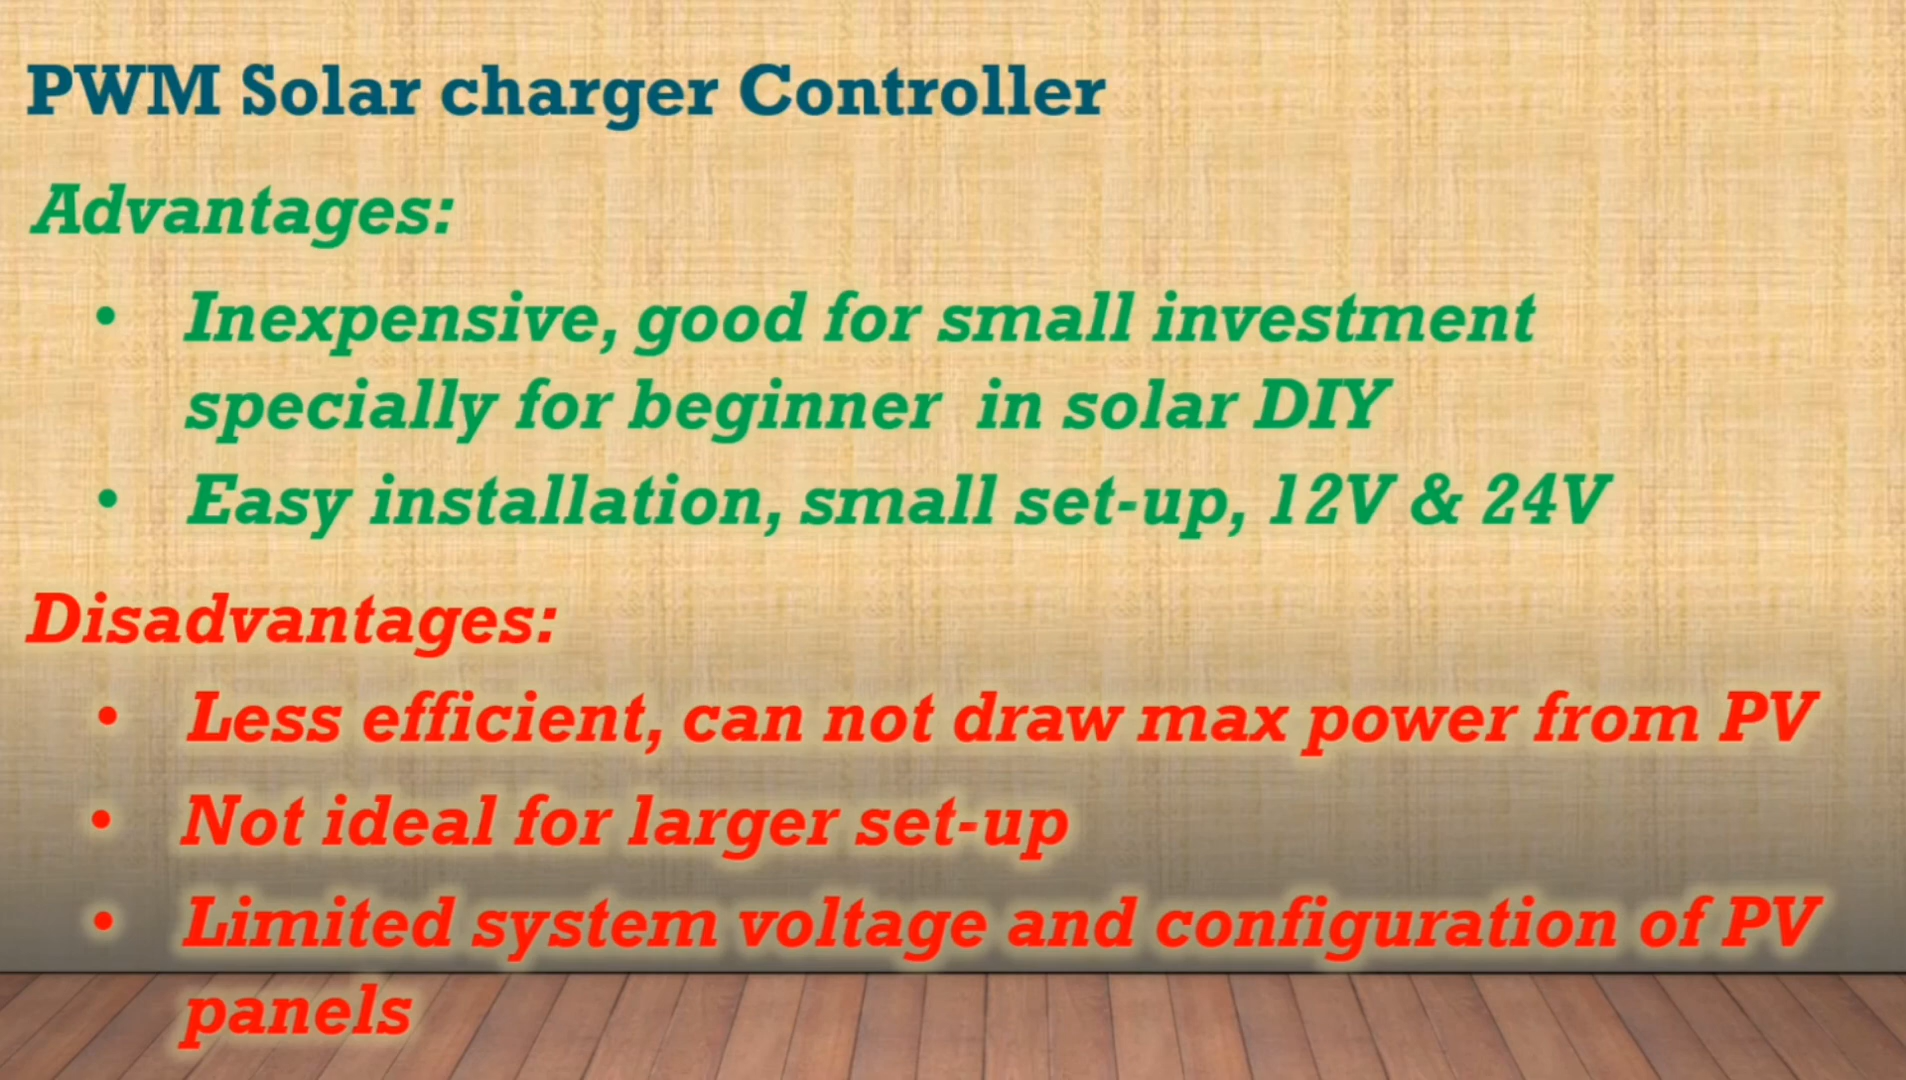 PWM Solar charger Controller
Advantages:
• Inexpensive, good for small investment
specially for beginner in solar DIY
• Easy installation, small set-up, 12V & 24V
Disadvantages:
• Less efficient, can not draw max power from PV
• Not ideal for larger set-up
• Limited system voltage and configuration of PV
panels